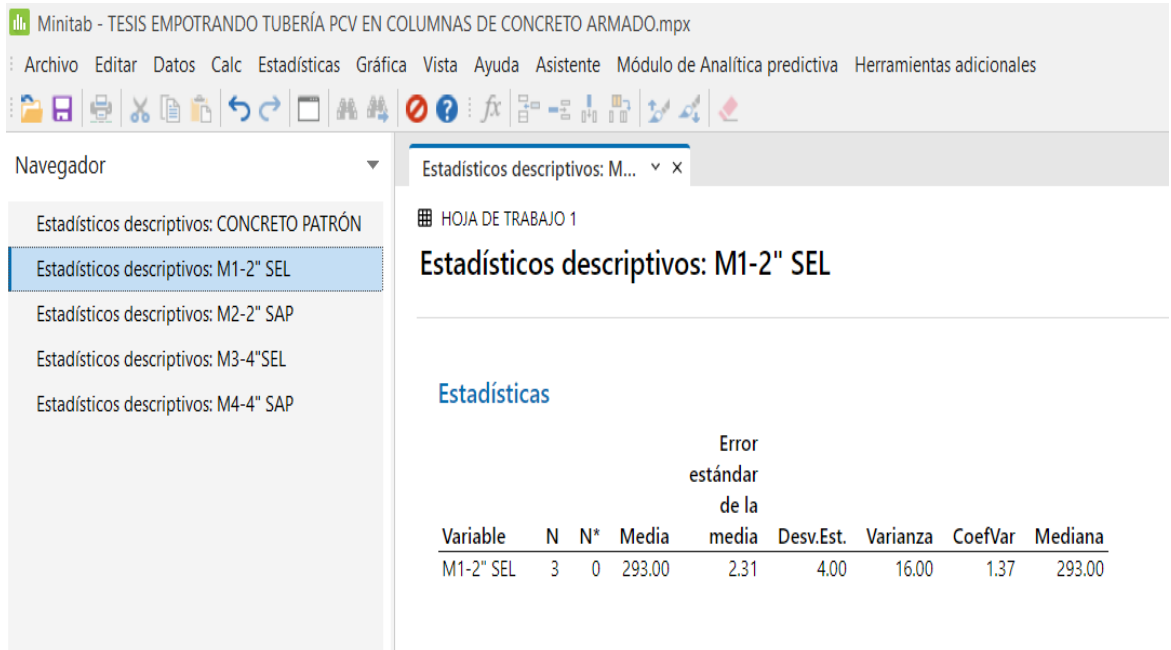 Minitab - TESIS EMPOTRANDO TUBERÍA PCV EN COLUMNAS DE CONCRETO ARMADO.mpx
Archivo Editar Datos Calc Estadísticas Gráfica Vista Ayuda Asistente Módulo de Analítica predictiva Herramientas adicionales
Navegador
Estadísticos descriptivos: CONCRETO PATRÓN
Estadísticos descriptivos: M1-2" SEL
Estadísticos descriptivos: M2-2" SAP
Estadísticos descriptivos: M3-4"SEL
Estadísticos descriptivos: M4-4" SAP
Estadísticos descriptivos: M...
HOJA DE TRABAJO 1
Estadísticos descriptivos: M1-2" SEL
Estadísticas
Error
estándar
de la
Variable N N* Media media Desv.Est. Varianza CoefVar Mediana
M1-2" SEL 3 0 293.00 2.31 4.00 16.00 1.37 293.00